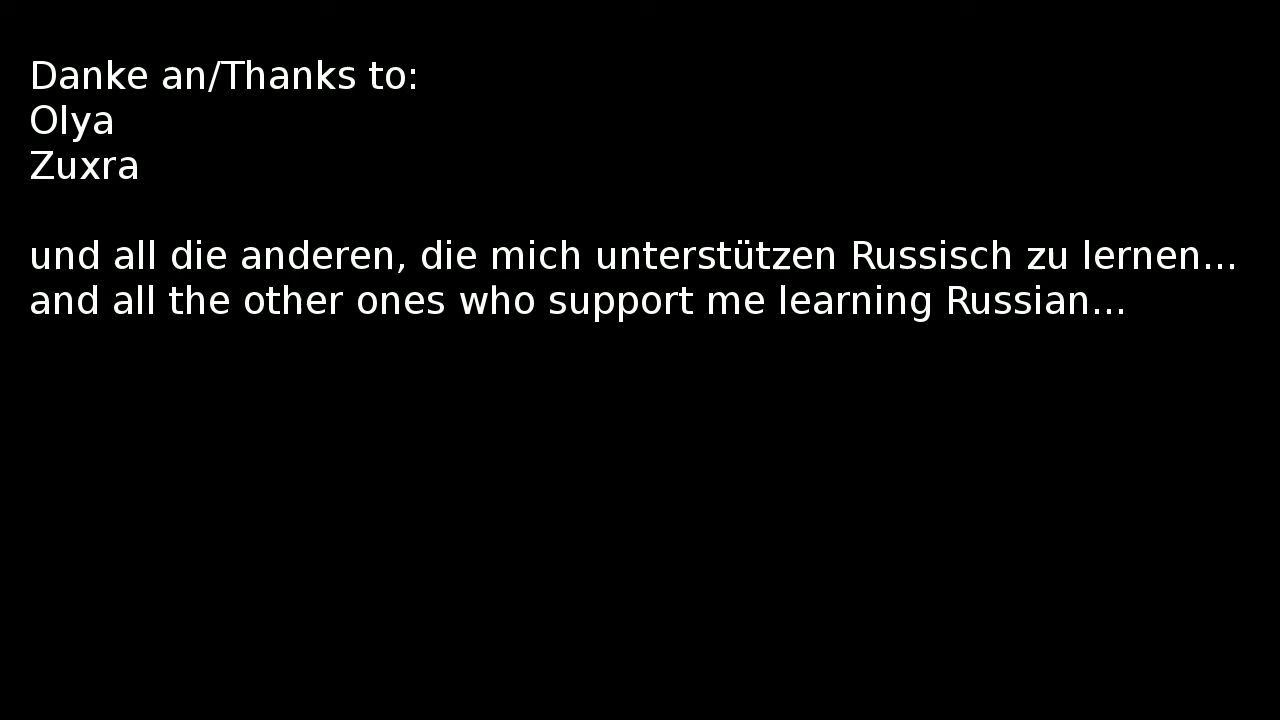 Danke an/Thanks to:
Olya
Zuxra
und all die anderen, die mich unterstützen Russisch zu lernen...
and all the other ones who support me learning Russian...